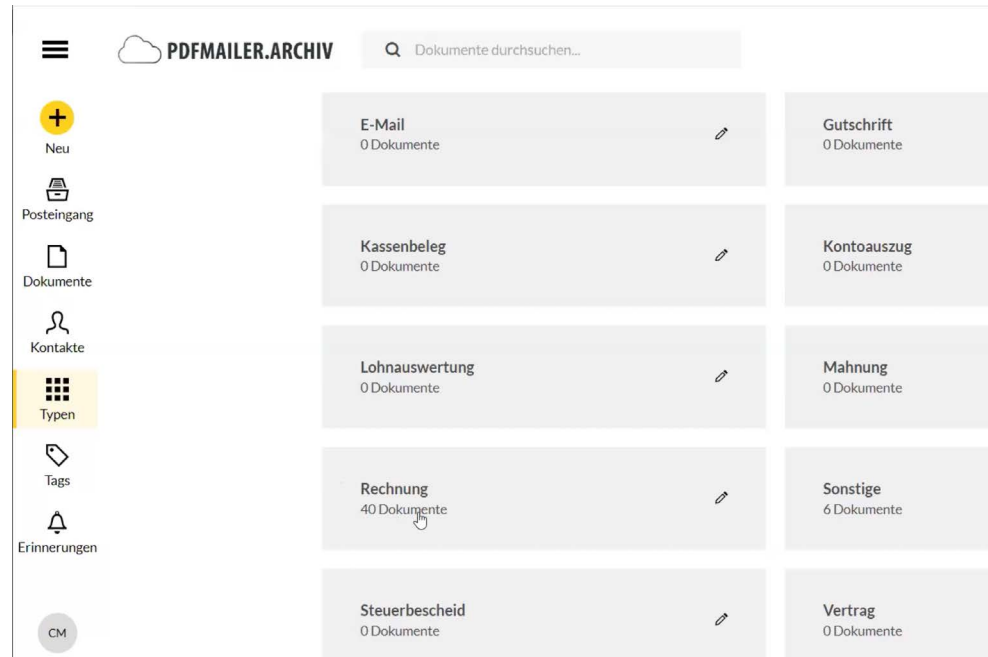 PDFMAILER.ARCHIV
Dokumente durchsuchen...
Neu
Posteingang
Dokumente
Kontakte
Typen
Tags
Erinnerungen
CM
E-Mail
0 Dokumente
Gutschrift
0 Dokumente
Kassenbeleg
0 Dokumente
Kontoauszug
0 Dokumente
Lohnauswertung
0 Dokumente
Mahnung
0 Dokumente
Rechnung
40 Dokumente
Sonstige
6 Dokumente
Steuerbescheid
0 Dokumente
Vertrag
0 Dokumente